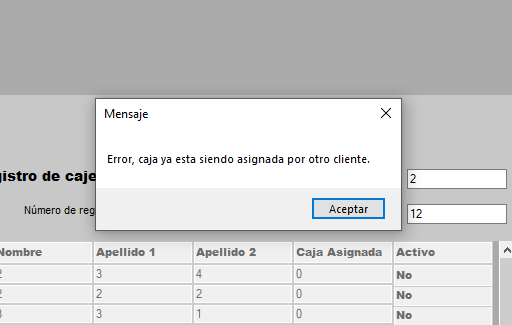 Mensaje
Error, caja ya esta siendo asignada por otro cliente.
Aceptar
gistro de caje
2
Número de reg
12
Nombre Apellido 1 Apellido 2 Caja Asignada Activo
2 3 4 0 No
2 2 2 0 No
3 3 1 0 No